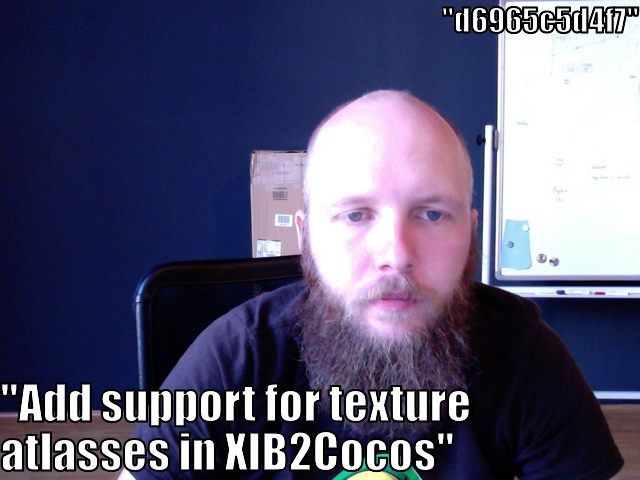 "d6965c5d4f7"
"Add support for texture
atlasses in XIB2Cocos"